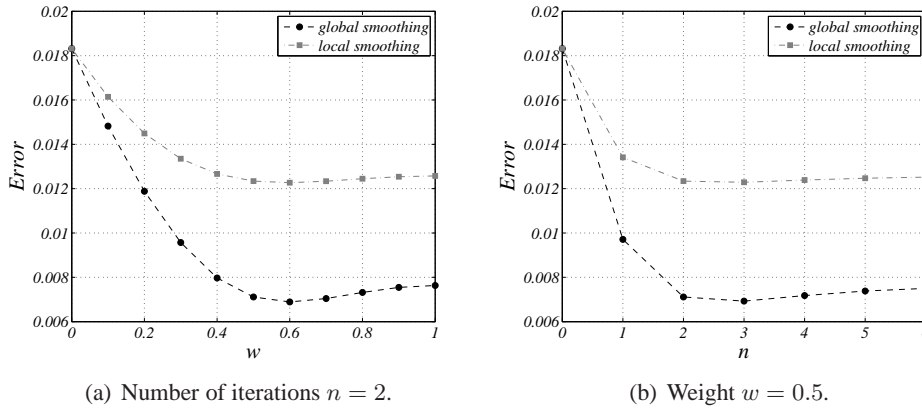 0.02
0.018
0.016
0.014
0.012
0.01
0.008
0.006
Error
0 0.2 0.4 0.6 0.8 1
w
global smoothing
local smoothing
(a) Number of iterations n = 2.
0.02
0.018
0.016
0.014
0.012
0.01
0.008
0.006
Error
0 1 2 3 4 5
n
global smoothing
local smoothing
(b) Weight w = 0.5.